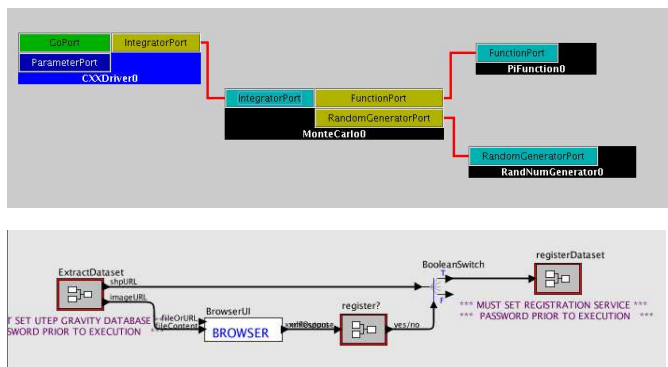 GoPort IntegratorPort
ParameterPort
CXXDriver0
FunctionPort
PiFunction0
IntegratorPort FunctionPort
RandomGeneratorPort
MonteCarlo0
RandomGeneratorPort
RandNumGenerator0
ExtractDataset
shpURL
imageURL
BooleanSwitch
T
F
registerDataset
*** MUST SET REGISTRATION SERVICE ***
*** PASSWORD PRIOR TO EXECUTION ***
T SET UTEP GRAVITY DATABASE
SWORD PRIOR TO EXECUTION
fileOrURL
fileContent
BrowserUI
BROWSER
register?
yes/no